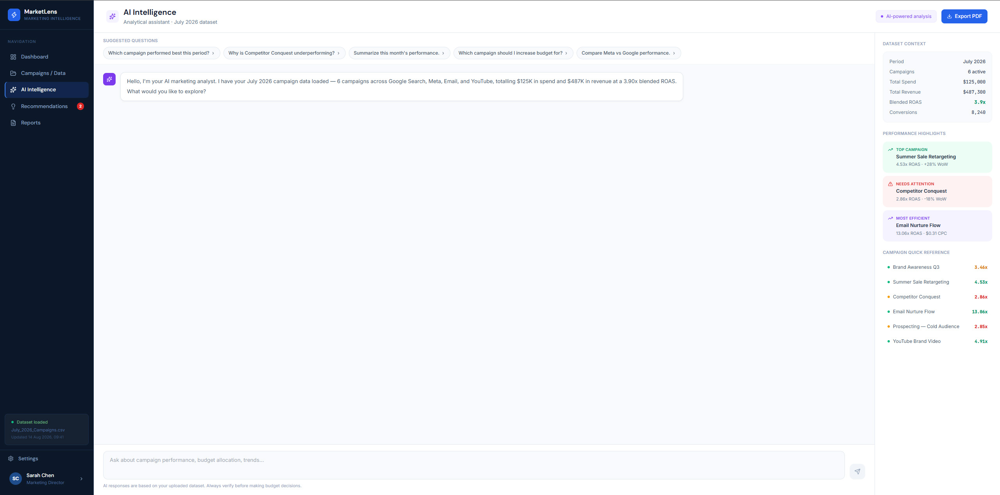 MarketLens
MARKETING INTELLIGENCE
NAVIGATION
Dashboard
Campaigns / Data
AI Intelligence
Recommendations 2
Reports
Dataset loaded
July_2026_Campaigns.csv
Updated 14 Aug 2026, 09:41
Settings
SC
Sarah Chen
Marketing Director
AI Intelligence
Analytical assistant · July 2026 dataset
AI-powered analysis
Export PDF
SUGGESTED QUESTIONS
Which campaign performed best this period? ›
Why is Competitor Conquest underperforming? ›
Summarize this month's performance. ›
Which campaign should I increase budget for? ›
Compare Meta vs Google performance. ›
Hello, I'm your AI marketing analyst. I have your July 2026 campaign data loaded — 6 campaigns across Google Search, Meta, Email, and YouTube, totalling $125K in spend and $487K in revenue at a 3.90x blended ROAS.
What would you like to explore?
Ask about campaign performance, budget allocation, trends...
AI responses are based on your uploaded dataset. Always verify before making budget decisions.
DATASET CONTEXT
Period July 2026
Campaigns 6 active
Total Spend $125,000
Total Revenue $487,300
Blended ROAS 3.9x
Conversions 8,240
PERFORMANCE HIGHLIGHTS
TOP CAMPAIGN
Summer Sale Retargeting
4.53x ROAS · +28% WoW
NEEDS ATTENTION
Competitor Conquest
2.86x ROAS · -18% WoW
MOST EFFICIENT
Email Nurture Flow
13.06x ROAS · $0.31 CPC
CAMPAIGN QUICK REFERENCE
Brand Awareness Q3 3.46x
Summer Sale Retargeting 4.53x
Competitor Conquest 2.86x
Email Nurture Flow 13.06x
Prospecting — Cold Audience 2.85x
YouTube Brand Video 4.91x